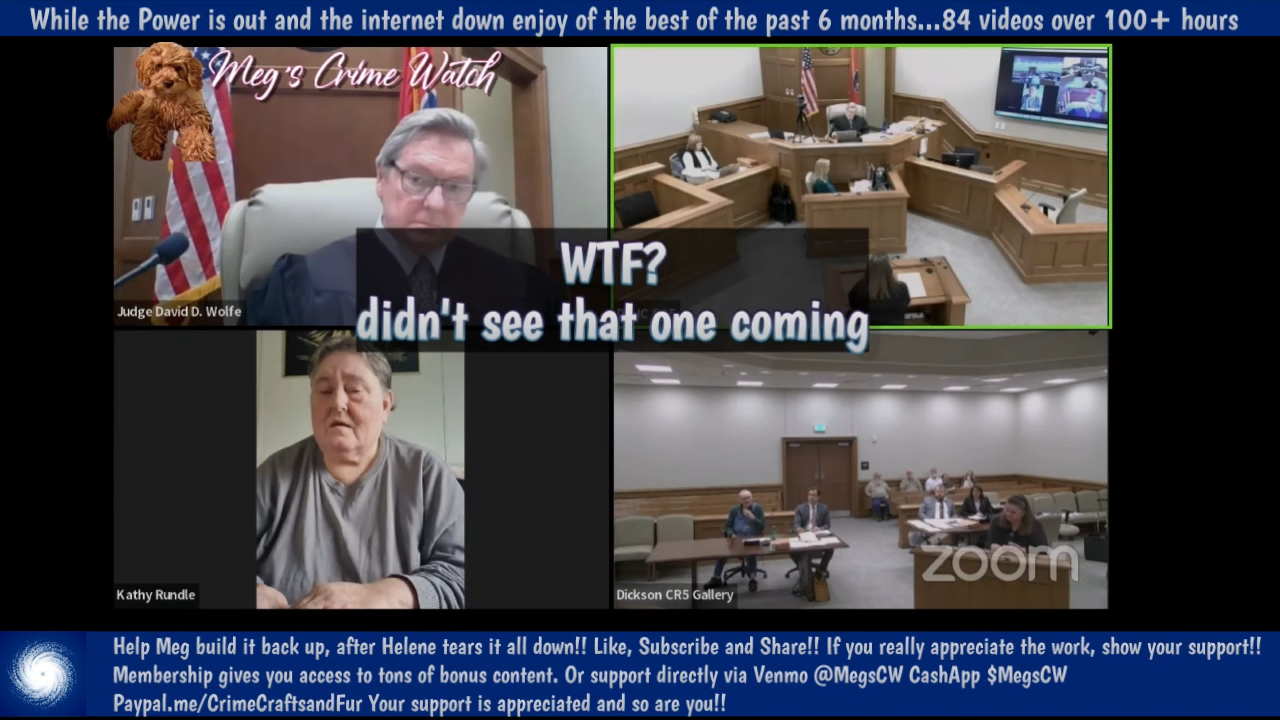 While the Power is out and the internet down enjoy of the best of the past 6 months...84 videos over 100+ hours
Meg's Crime Watch
WTF?
didn't see that one coming
Judge David D. Wolfe
Kathy Rundle
Dickson CR5 Gallery
zoom
Help Meg build it back up, after Helene tears it all down!! Like, Subscribe and Share!! If you really appreciate the work, show your support!!
Membership gives you access to tons of bonus content. Or support directly via Venmo @MegsCW CashApp $MegsCW
Paypal.me/CrimeCraftsandFur Your support is appreciated and so are you!!